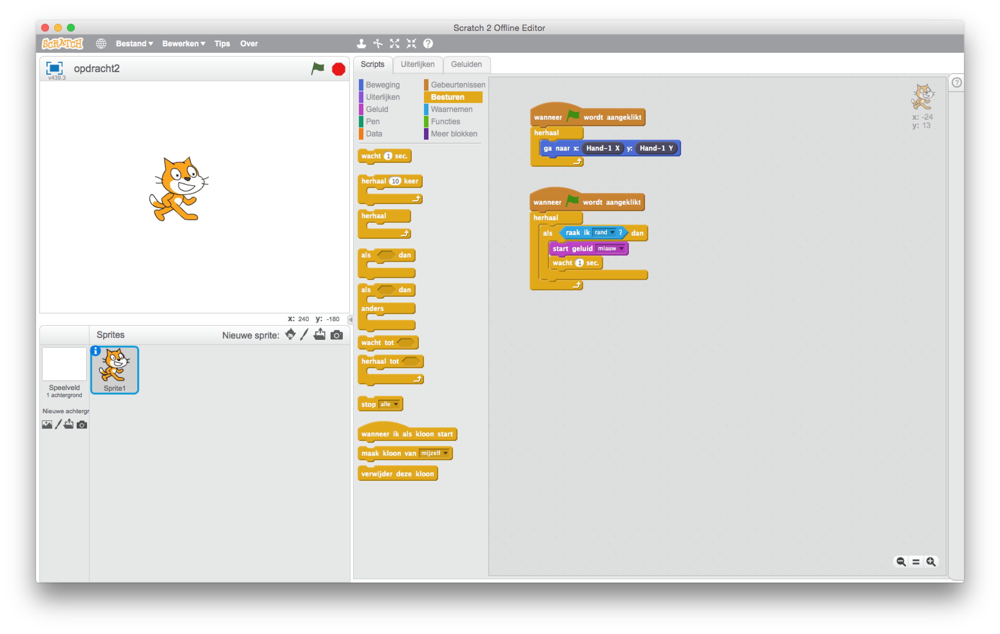 Scratch 2 Offline Editor
SCRATCH
Bestand
Bewerken
Tips
Over
v439.3
opdracht2
Scripts
Uiterlijken
Geluiden
Beweging
Uiterlijken
Geluid
Pen
Data
Gebeurtenissen
Besturen
Waarnemen
Functies
Meer blokken
wacht 1 sec.
herhaal 10 keer
herhaal
als dan
als dan
anders
wacht tot
herhaal tot
stop alle
wanneer ik als kloon start
maak kloon van mijzelf
verwijder deze kloon
wanneer wordt aangeklikt
herhaal
ga naar x: Hand-1 X y: Hand-1 Y
wanneer wordt aangeklikt
herhaal
als raak ik rand ? dan
start geluid miauw
wacht 1 sec.
x: -24
y: 13
x: 240 y: -180
Sprites
Nieuwe sprite:
Sprite1
Speelveld
1 achtergrond
Nieuwe achtergr